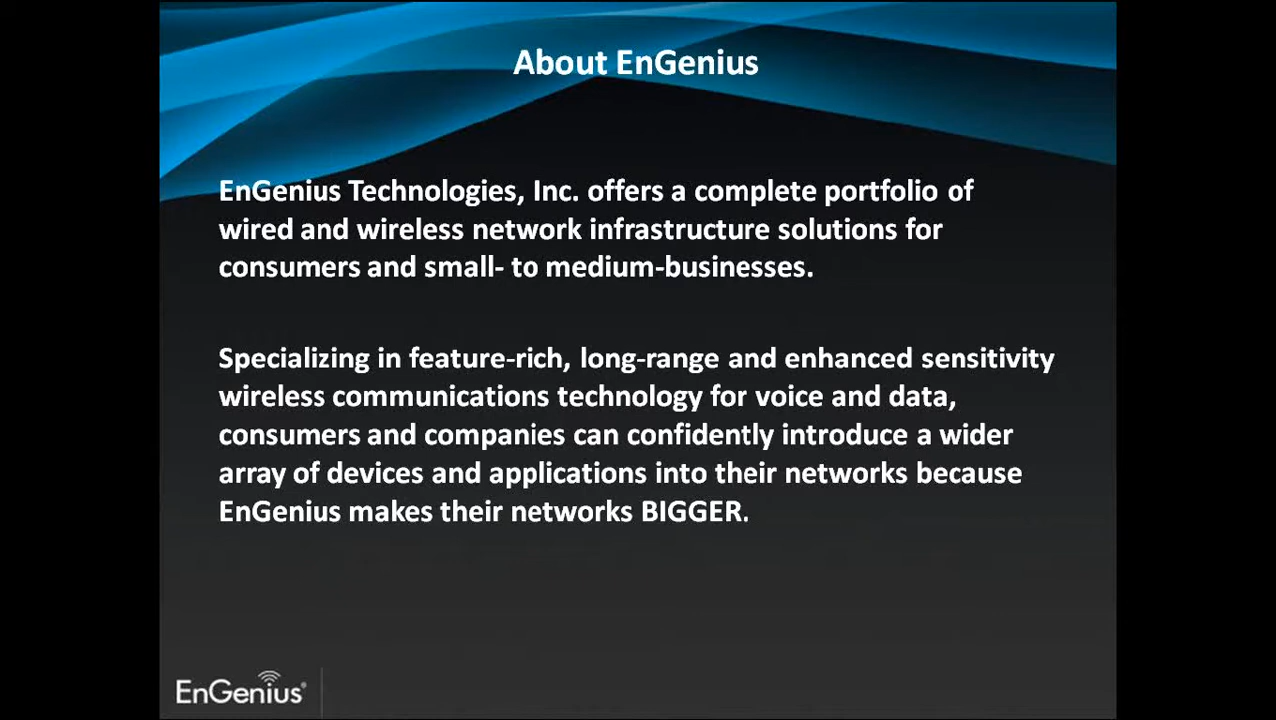 About EnGenius
EnGenius Technologies, Inc. offers a complete portfolio of
wired and wireless network infrastructure solutions for
consumers and small- to medium-businesses.
Specializing in feature-rich, long-range and enhanced sensitivity
wireless communications technology for voice and data,
consumers and companies can confidently introduce a wider
array of devices and applications into their networks because
EnGenius makes their networks BIGGER.
EnGenius®